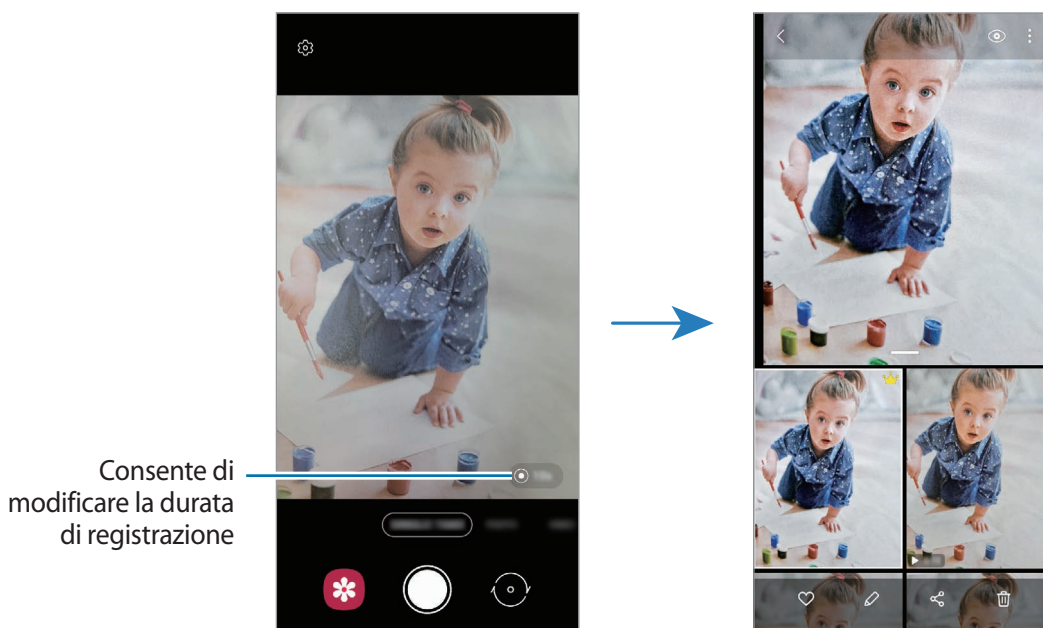 Consente di
modificare la durata
di registrazione